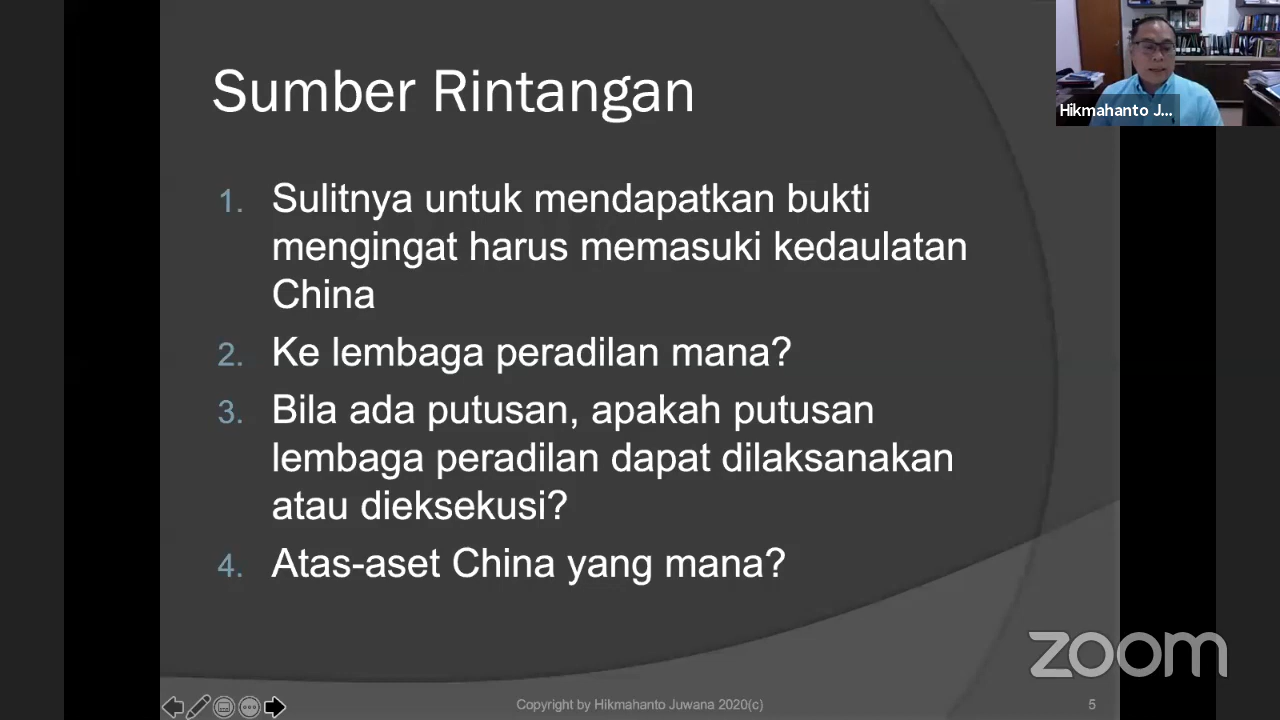 Sumber Rintangan
Hikmahanto J...
1. Sulitnya untuk mendapatkan bukti
mengingat harus memasuki kedaulatan
China
2. Ke lembaga peradilan mana?
3. Bila ada putusan, apakah putusan
lembaga peradilan dapat dilaksanakan
atau dieksekusi?
4. Atas-aset China yang mana?
zoom
Copyright by Hikmahanto Juwana 2020(c)
5